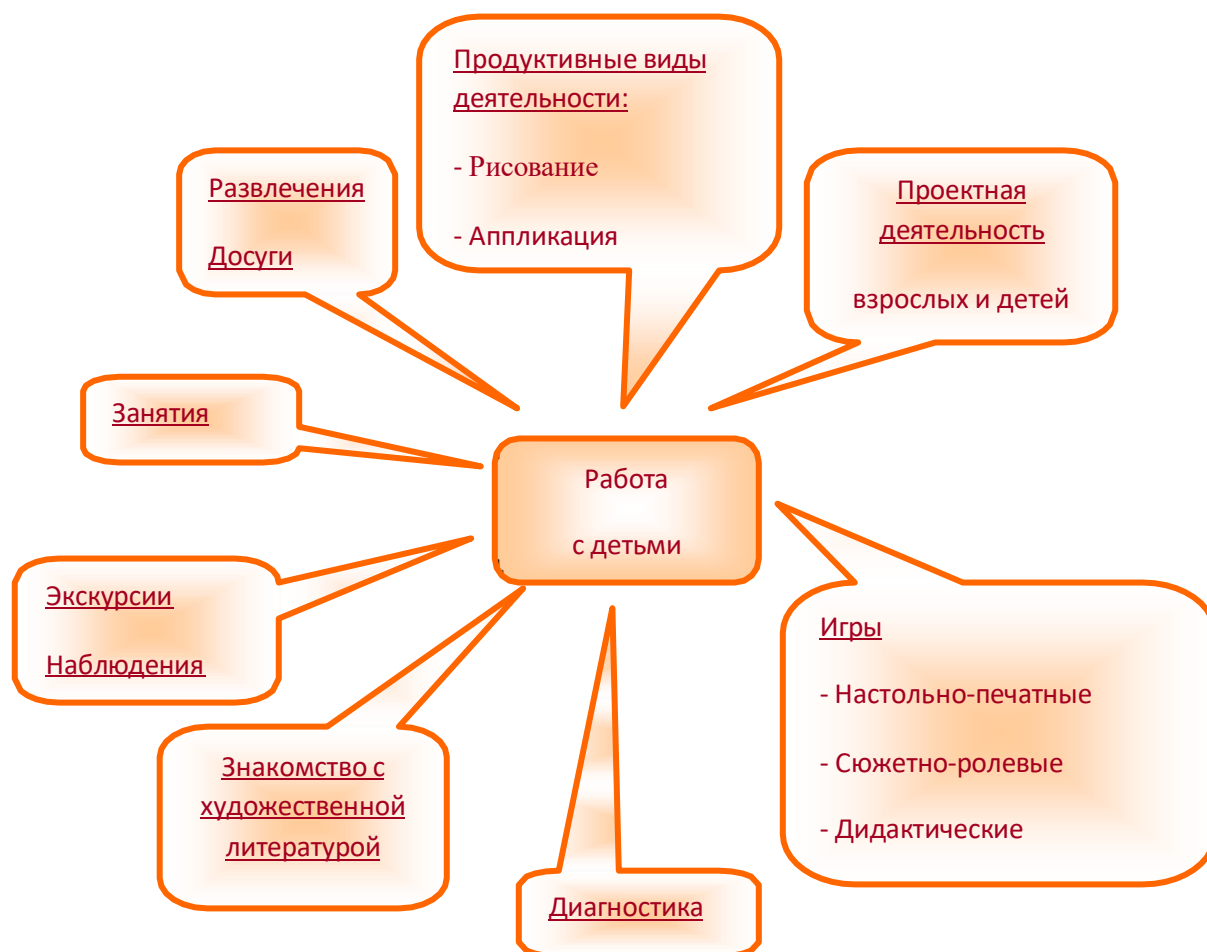 Продуктивные виды
деятельности:
- Рисование
- Аппликация
Развлечения
Досуги
Проектная
деятельность
взрослых и детей
Занятия
Работа
с детьми
Экскурсии
Наблюдения
Игры
- Настольно-печатные
- Сюжетно-ролевые
- Дидактические
Знакомство с
художественной
литературой
Диагностика